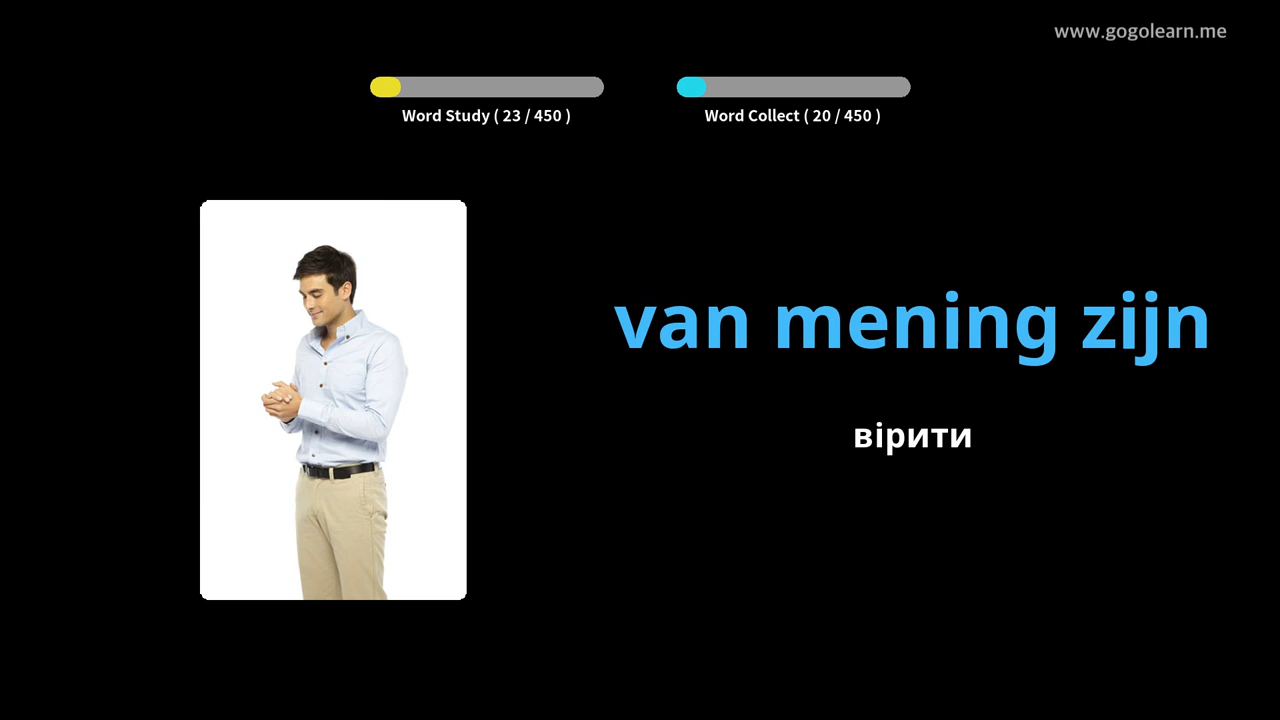 www.gogolearn.me
Word Study ( 23 / 450 )
Word Collect ( 20 / 450 )
van mening zijn
вірити